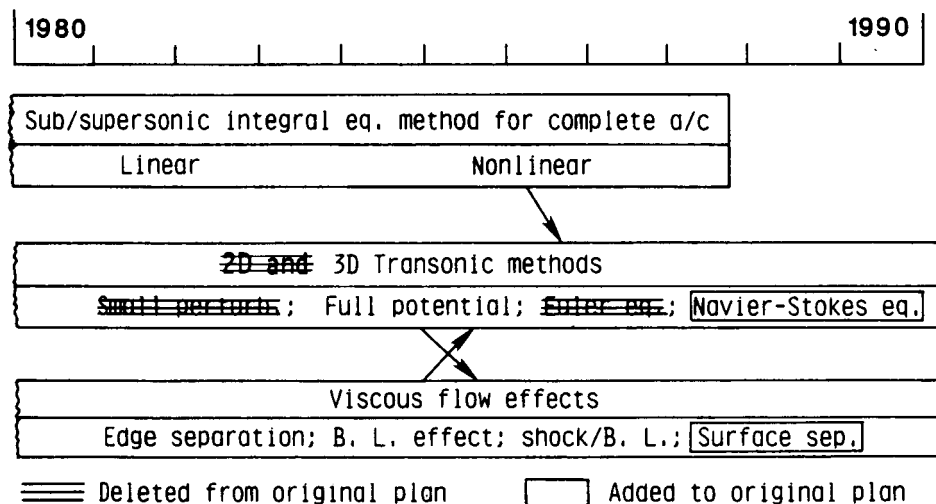 1980 1990
Sub/supersonic integral eq. method for complete a/c
Linear Nonlinear
2D and 3D Transonic methods
Small perturb.; Full potential; Euler eq.; Navier-Stokes eq.
Viscous flow effects
Edge separation; B. L. effect; shock/B. L.; Surface sep.
Deleted from original plan Added to original plan